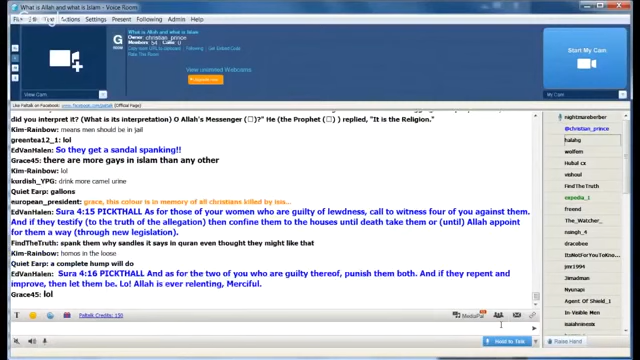 What is Allah and what is Islam - Voice Room
Actions Settings Presents Following Admin Help
What is Allah and what is Islam
Owner: christian_prince
View unlimited Webcams
View Cam
Start My Cam
My Cam
did you interpret it? (What is its interpretation) O Allah's Messenger (□)?" He (the Prophet (□) ) replied, "It is the Religion."
Kim-Rainbow: means men should be in jail
greentea12_1: lol
EdVanHalen: So they get a sandal spanking!!
Grace45: there are more gays in islam than any other
Kim-Rainbow: lol
kurdish_YPG: drink more camel urine
Quiet Earp: gallons
european_president: grace, this colour is in memory of all christians killed by isis...
EdVanHalen: Sura 4:15 PICKTHALL As for those of your women who are guilty of lewdness, call to witness four of you against them.
And if they testify (to the truth of the allegation) then confine them to the houses until death take them or (until) Allah appoint
for them a way (through new legislation).
FindTheTruth: spank them why sandles it says in quran even thought they might like that
Kim-Rainbow: homos in the loose
Quiet Earp: a complete hump will do
EdVanHalen: Sura 4:16 PICKTHALL And as for the two of you who are guilty thereof, punish them both. And if they repent and
improve, then let them be. Lo! Allah is ever relenting, Merciful.
Grace45: lol
Paltalk Credits: 130
MediaPal
Hold to Talk
nightmareberber
@christian_prince
halahg
wolfem
Hubal cx
vishoul
FindTheTruth
espedia_1
freend
The_Watcher_
nongh_4
dracobee
jmr1994
3imadman
Nyunapi
Agent Of Shield_1
In-Visible Men
Raise Hand